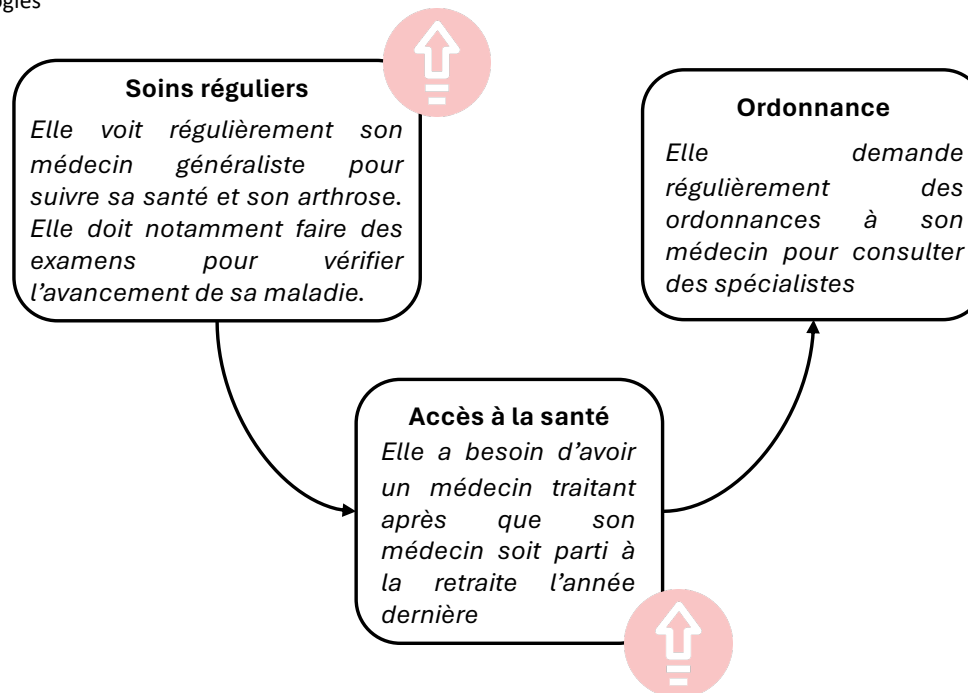 Soins réguliers
Elle voit régulièrement son
médecin généraliste pour
suivre sa santé et son arthrose.
Elle doit notamment faire des
examens pour vérifier
l’avancement de sa maladie.
Ordonnance
Elle demande
régulièrement des
ordonnances à son
médecin pour consulter
des spécialistes
Accès à la santé
Elle a besoin d’avoir
un médecin traitant
après que son
médecin soit parti à
la retraite l’année
dernière